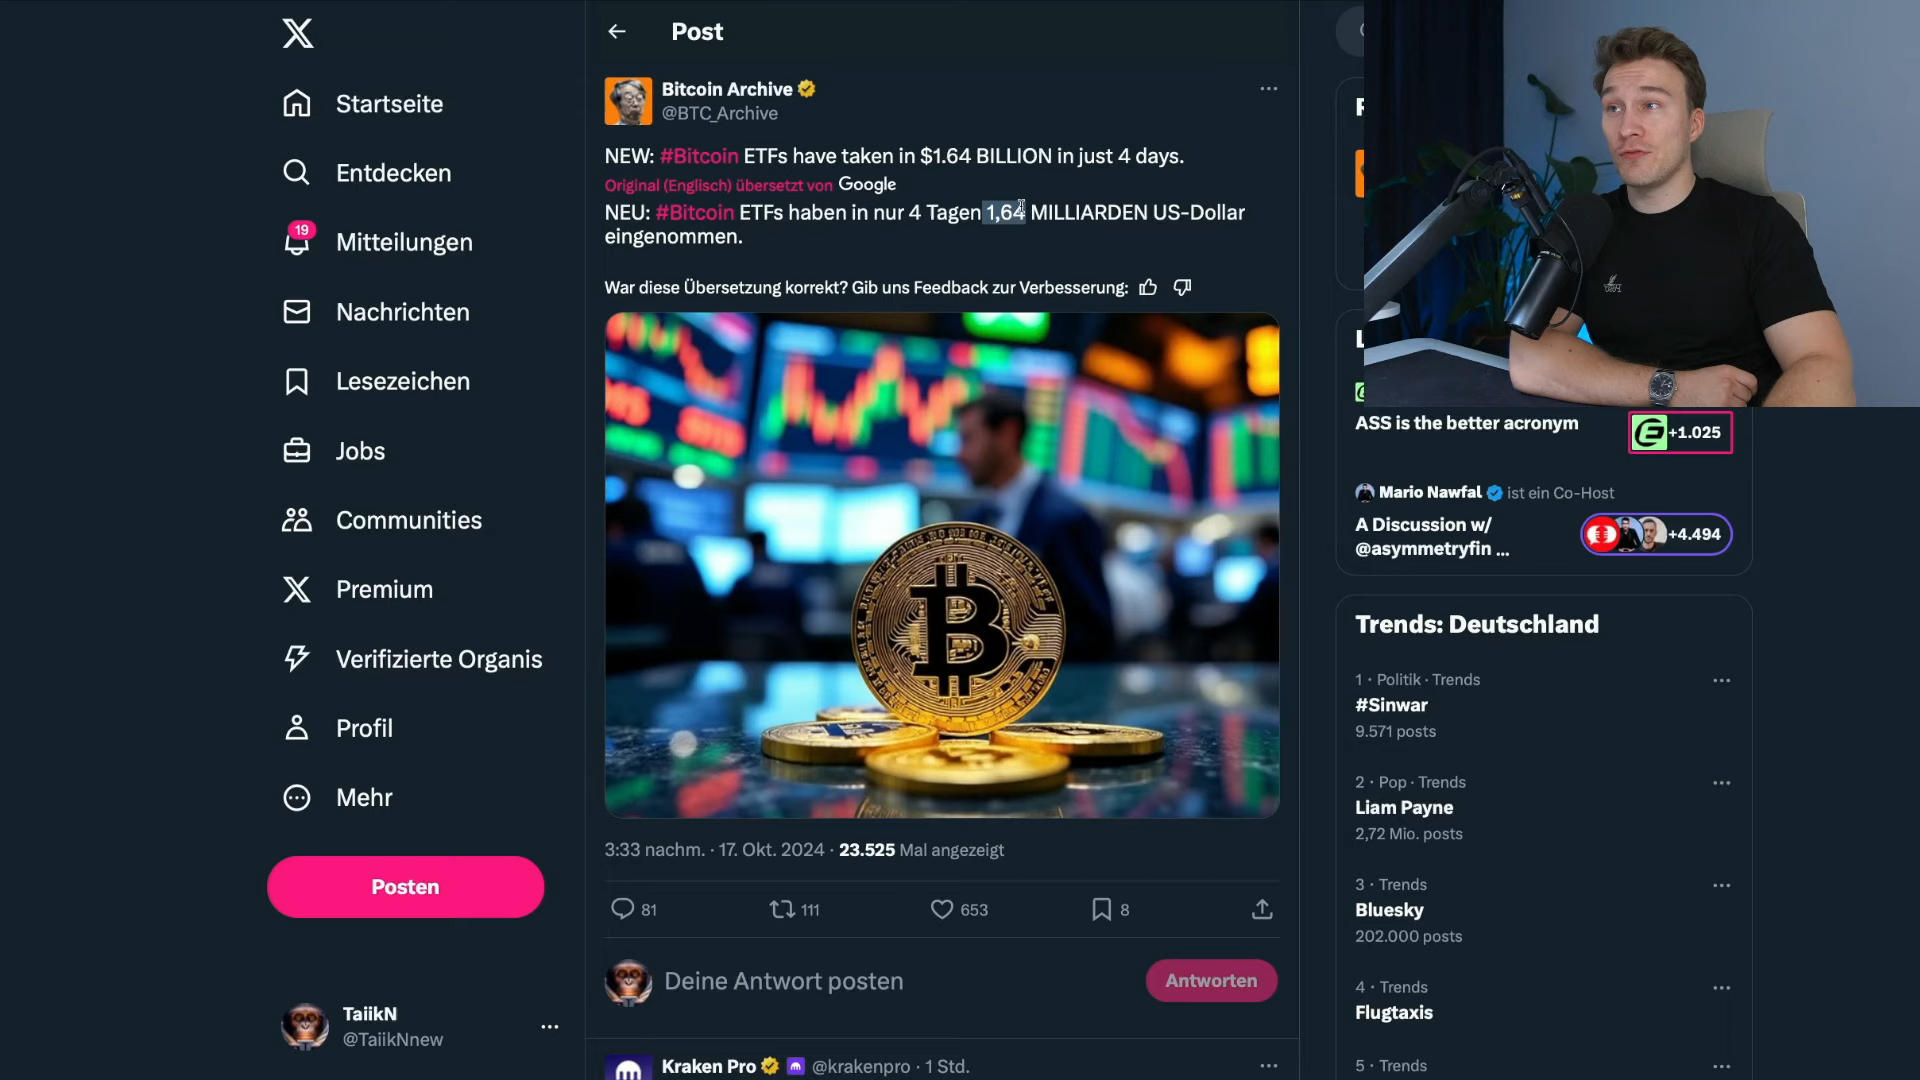 Startseite
Entdecken
19
Mitteilungen
Nachrichten
Lesezeichen
Jobs
Communities
Premium
Verifizierte Organis
Profil
Mehr
Posten
TaiikN
@TaiikNnew
Post
Bitcoin Archive
@BTC_Archive
NEW: #Bitcoin ETFs have taken in $1.64 BILLION in just 4 days.
Original (Englisch) übersetzt von Google
NEU: #Bitcoin ETFs haben in nur 4 Tagen 1,64 MILLIARDEN US-Dollar
eingenommen.
War diese Übersetzung korrekt? Gib uns Feedback zur Verbesserung:
3:33 nachm. · 17. Okt. 2024 · 23.525 Mal angezeigt
81
111
653
8
Deine Antwort posten
Antworten
Kraken Pro @krakenpro · 1 Std.
ASS is the better acronym
+1.025
Mario Nawfal ist ein Co-Host
A Discussion w/
@asymmetryfin ...
+4.494
Trends: Deutschland
1 · Politik · Trends
#Sinwar
9.571 posts
2 · Pop · Trends
Liam Payne
2,72 Mio. posts
3 · Trends
Bluesky
202.000 posts
4 · Trends
Flugtaxis
5 · Trends